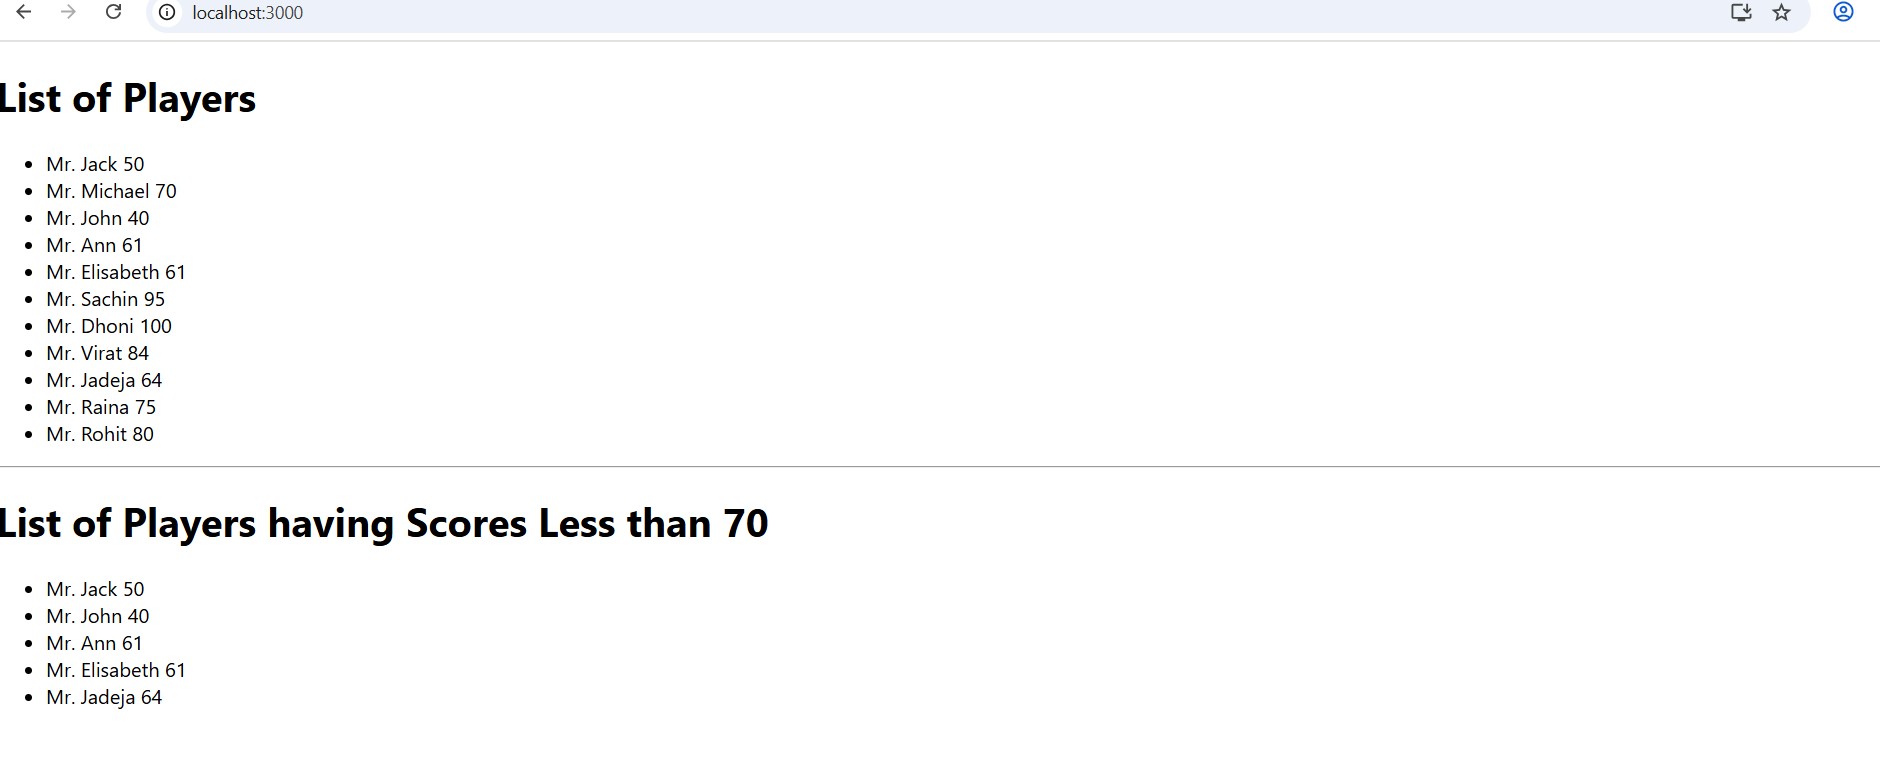 localhost:3000
List of Players
Mr. Jack 50
Mr. Michael 70
Mr. John 40
Mr. Ann 61
Mr. Elisabeth 61
Mr. Sachin 95
Mr. Dhoni 100
Mr. Virat 84
Mr. Jadeja 64
Mr. Raina 75
Mr. Rohit 80
List of Players having Scores Less than 70
Mr. Jack 50
Mr. John 40
Mr. Ann 61
Mr. Elisabeth 61
Mr. Jadeja 64